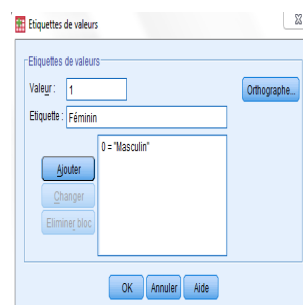 Etiquettes de valeurs
Etiquettes de valeurs
Valeur : 1
Orthographe...
Etiquette : Féminin
0 = "Masculin"
Ajouter
Changer
Eliminer bloc
OK Annuler Aide